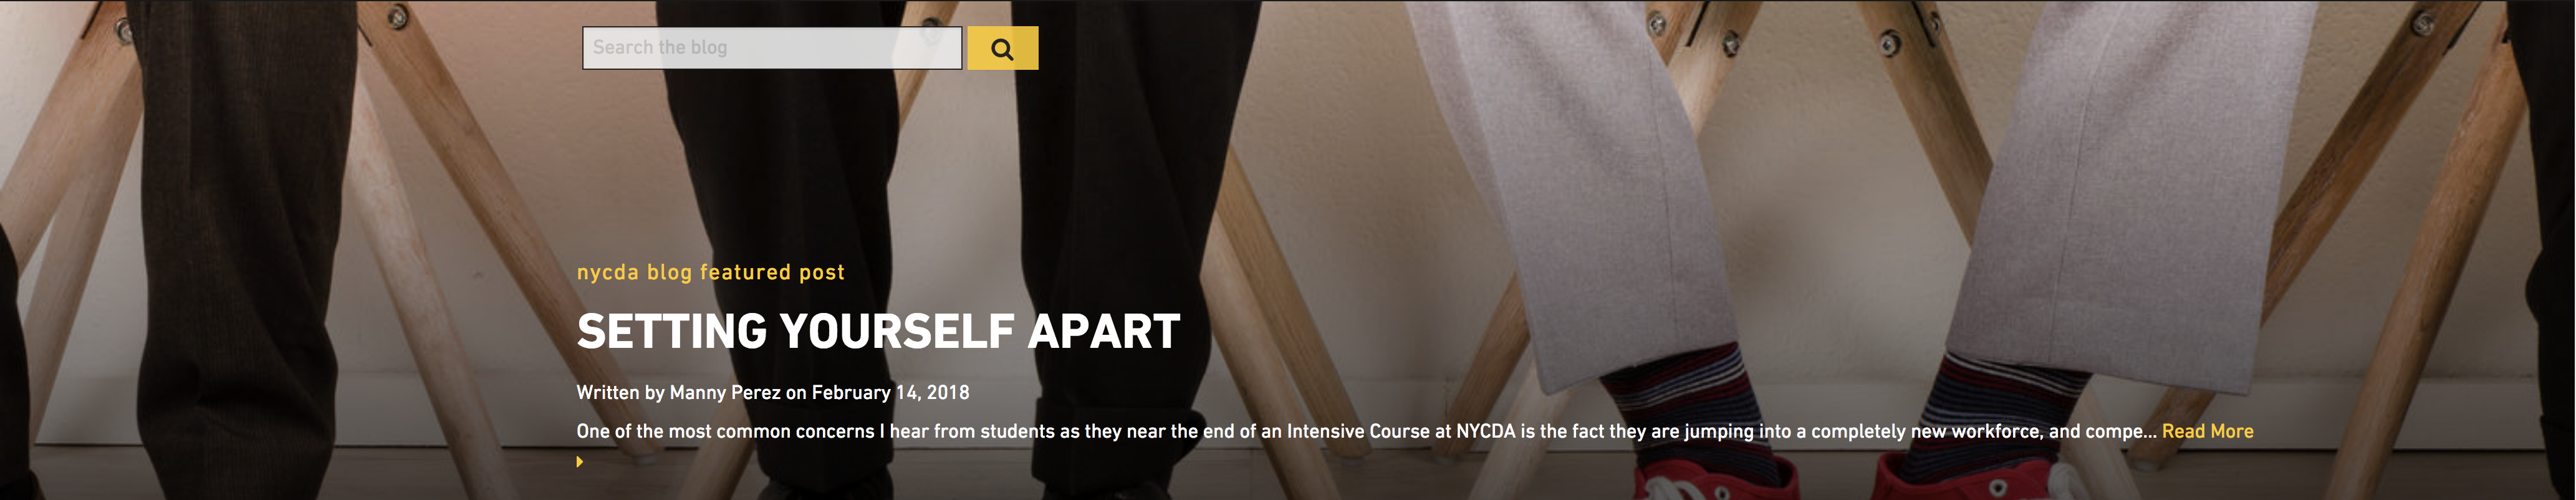 Search the blog
nycda blog featured post
SETTING YOURSELF APART
Written by Manny Perez on February 14, 2018
One of the most common concerns I hear from students as they near the end of an Intensive Course at NYCDA is the fact they are jumping into a completely new workforce, and compe... Read More